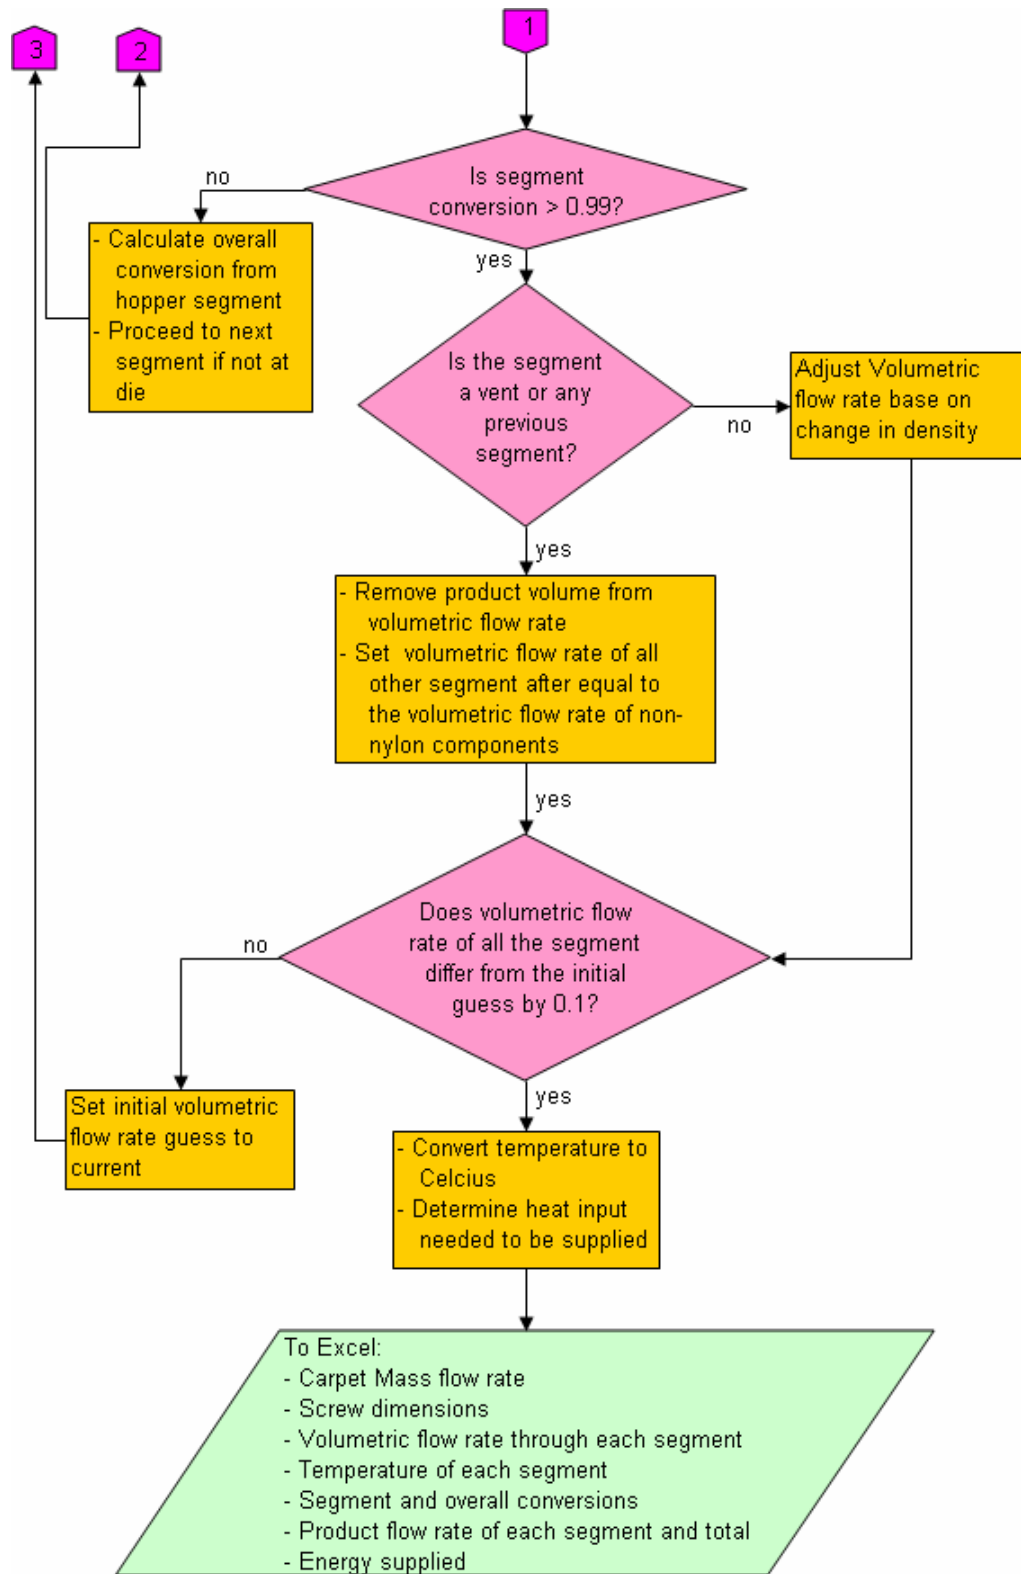 3
2
1
Is segment
conversion > 0.99?
no
yes
- Calculate overall
conversion from
hopper segment
- Proceed to next
segment if not at
die
Is the segment
a vent or any
previous
segment?
no
Adjust Volumetric
flow rate base on
change in density
yes
- Remove product volume from
volumetric flow rate
- Set volumetric flow rate of all
other segment after equal to
the volumetric flow rate of non-
nylon components
yes
Does volumetric flow
rate of all the segment
differ from the initial
guess by 0.1?
no
yes
Set initial volumetric
flow rate guess to
current
- Convert temperature to
Celcius
- Determine heat input
needed to be supplied
To Excel:
- Carpet Mass flow rate
- Screw dimensions
- Volumetric flow rate through each segment
- Temperature of each segment
- Segment and overall conversions
- Product flow rate of each segment and total
- Energy supplied